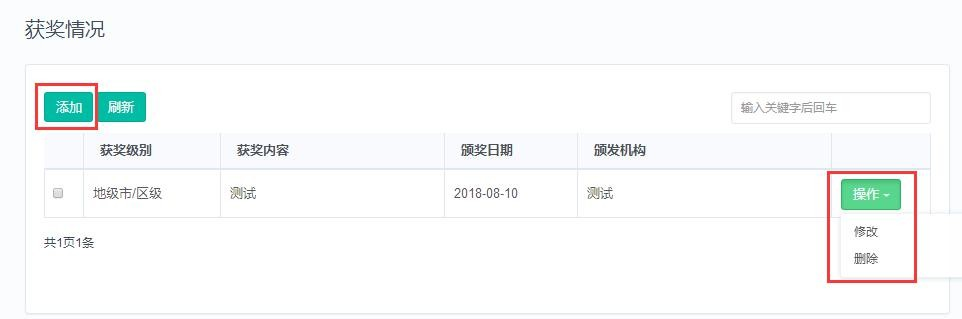 获奖情况
添加 刷新 输入关键字后回车
获奖级别 获奖内容 颁奖日期 颁发机构
地级市/区级 测试 2018-08-10 测试 操作
修改
删除
共1页1条